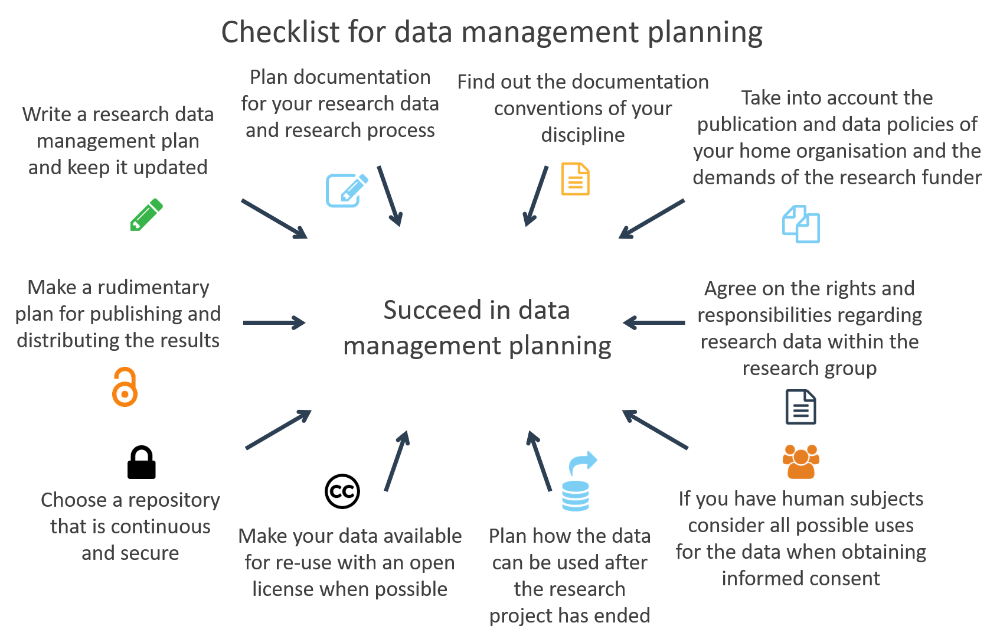 Checklist for data management planning
Write a research data
management plan
and keep it updated
Plan documentation
for your research data
and research process
Find out the documentation
conventions of your
discipline
Take into account the
publication and data policies of
your home organisation and the
demands of the research funder
Make a rudimentary
plan for publishing and
distributing the results
Succeed in data
management planning
Agree on the rights and
responsibilities regarding
research data within the
research group
Choose a repository
that is continuous
and secure
CC
Make your data available
for re-use with an open
license when possible
Plan how the data
can be used after
the research
project has ended
If you have human subjects
consider all possible uses
for the data when obtaining
informed consent